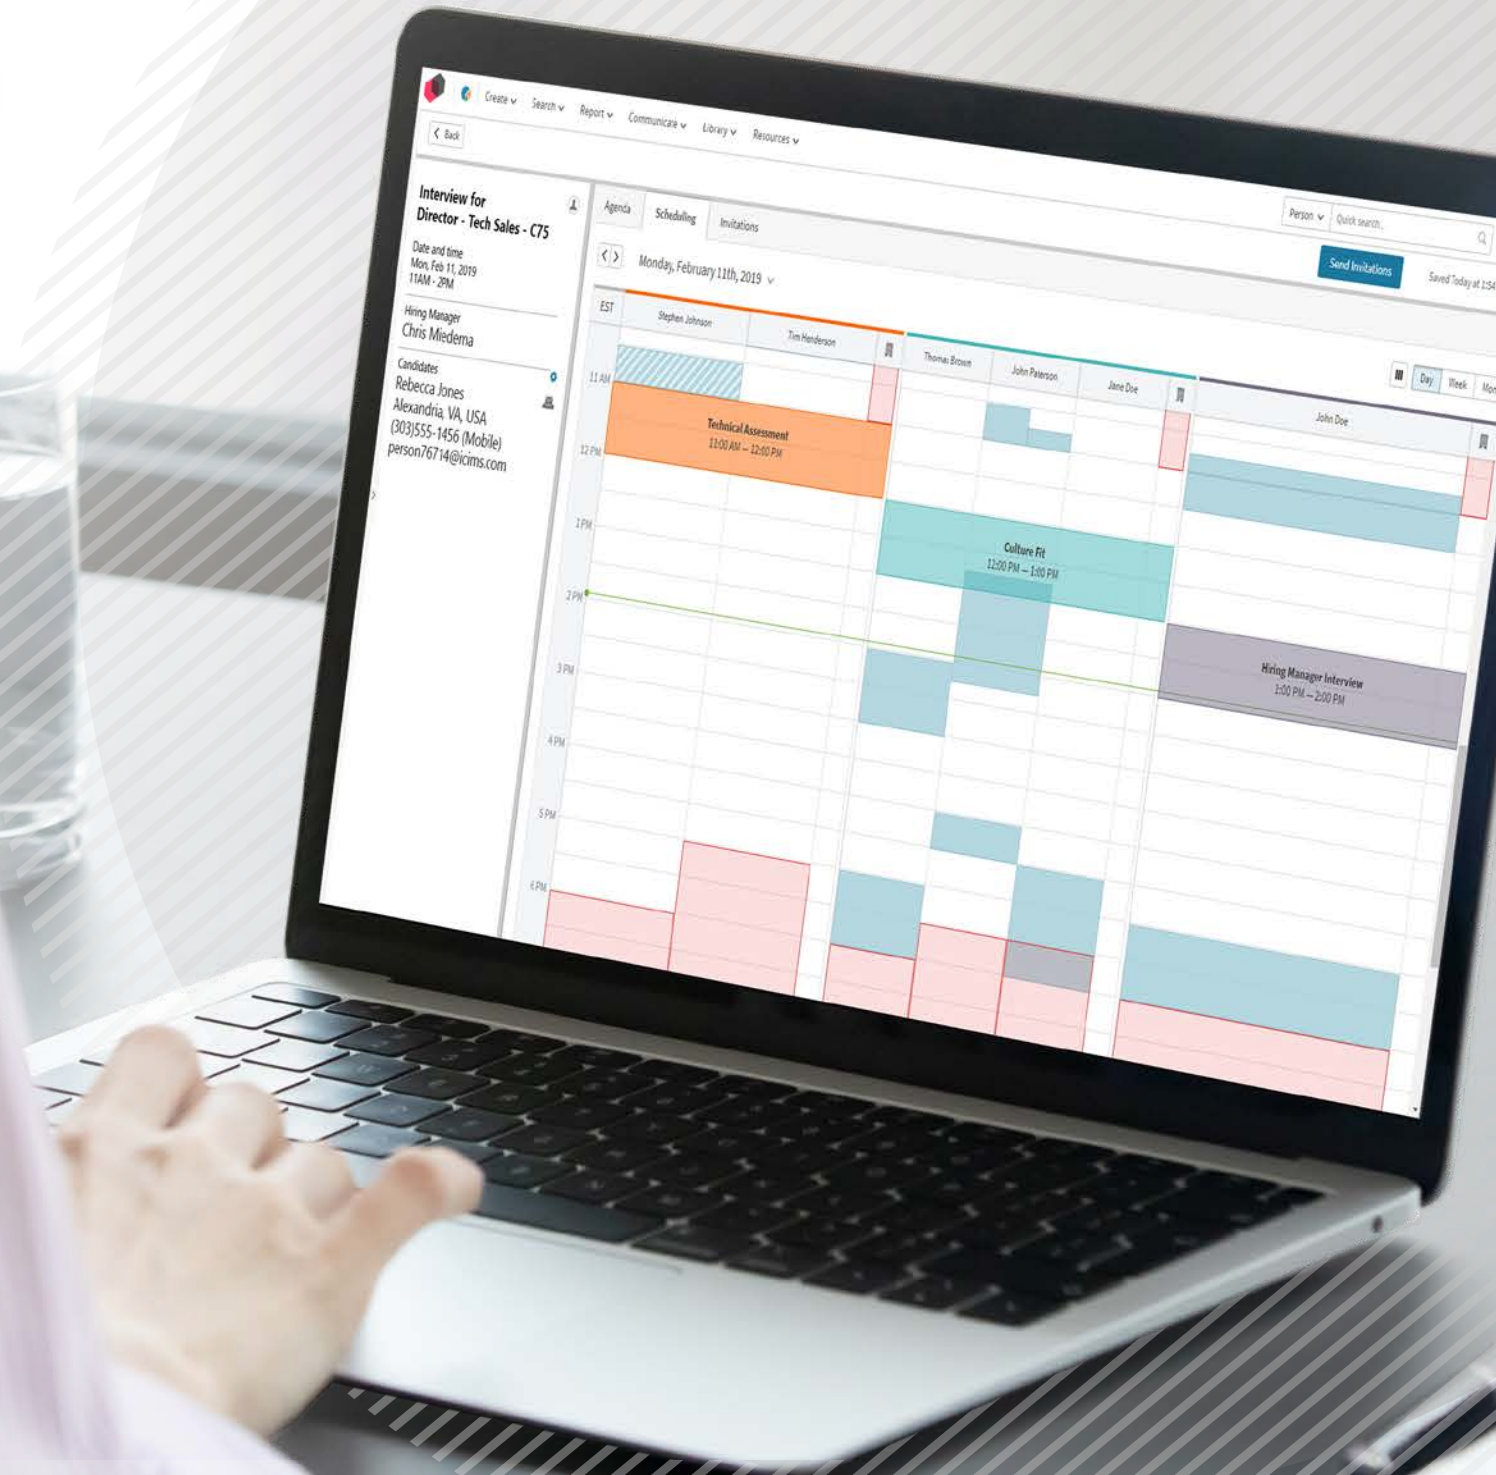 Create Search Report Communicate Library Resources
Back
Person Quick search..
Interview for
Director - Tech Sales - C75
Date and time
Mon, Feb 11, 2019
11AM - 2PM
Hiring Manager
Chris Miedema
Candidates
Rebecca Jones
Alexandria, VA, USA
(303)555-1456 (Mobile)
person76714@icims.com
Agenda Scheduling Invitations
Send Invitations Saved Today at 1:54
Monday, February 11th, 2019
Day Week Mon
EST Stephen Johnson Tim Henderson Thomas Brown John Paterson Jane Doe John Doe
11 AM
Technical Assessment
11:00 AM — 12:00 PM
12 PM
Culture Fit
12:00 PM — 1:00 PM
1 PM
Hiring Manager Interview
1:00 PM — 2:00 PM
2 PM
3 PM
4 PM
5 PM
6 PM